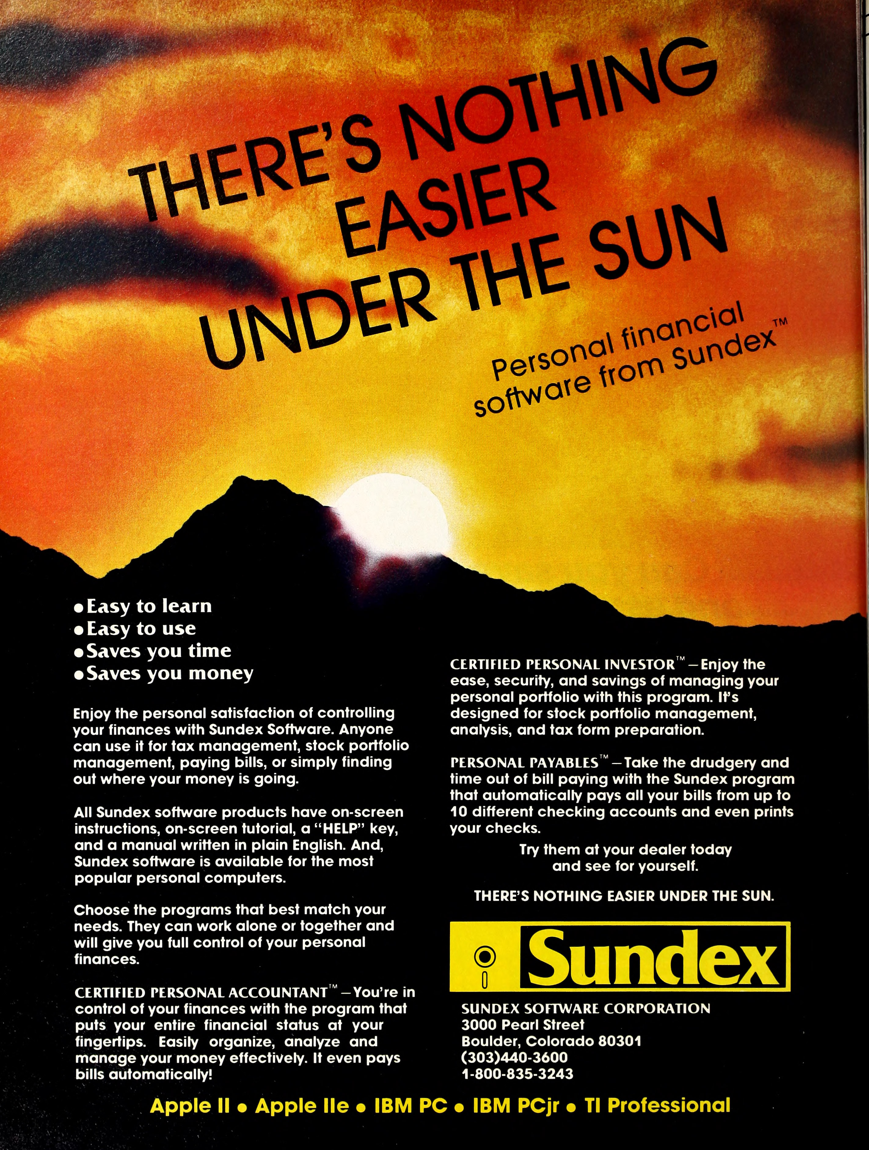 THERE'S NOTHING
EASIER
UNDER THE SUN
Personal financial
software from Sundex™
•Easy to learn
•Easy to use
•Saves you time
•Saves you money
Enjoy the personal satisfaction of controlling
your finances with Sundex Software. Anyone
can use it for tax management, stock portfolio
management, paying bills, or simply finding
out where your money is going.
All Sundex software products have on-screen
instructions, on-screen tutorial, a "HELP" key,
and a manual written in plain English. And,
Sundex software is available for the most
popular personal computers.
Choose the programs that best match your
needs. They can work alone or together and
will give you full control of your personal
finances.
CERTIFIED PERSONAL ACCOUNTANT™—You're in
control of your finances with the program that
puts your entire financial status at your
fingertips. Easily organize, analyze and
manage your money effectively. It even pays
bills automatically!
CERTIFIED PERSONAL INVESTOR™—Enjoy the
ease, security, and savings of managing your
personal portfolio with this program. It's
designed for stock portfolio management,
analysis, and tax form preparation.
PERSONAL PAYABLES™—Take the drudgery and
time out of bill paying with the Sundex program
that automatically pays all your bills from up to
10 different checking accounts and even prints
your checks.
Try them at your dealer today
and see for yourself.
THERE'S NOTHING EASIER UNDER THE SUN.
Sundex
SUNDEX SOFTWARE CORPORATION
3000 Pearl Street
Boulder, Colorado 80301
(303)440-3600
1-800-835-3243
Apple II • Apple IIe • IBM PC • IBM PCjr • TI Professional